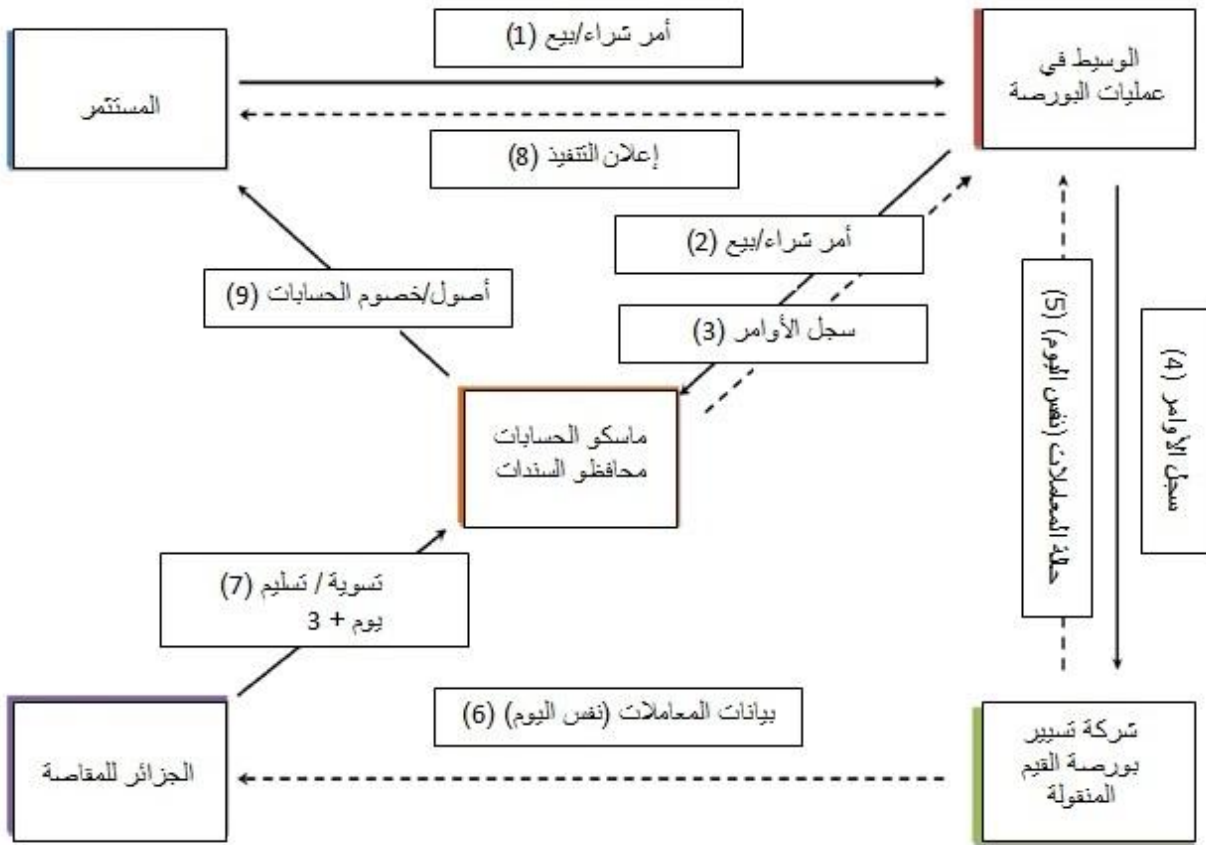 أمر شراء/بيع (1)
المستثمر
الوسيط في
عمليات البورصة
إعلان التنفيذ (8)
أمر شراء/بيع (2)
أصول/خصوم الحسابات (9)
سجل الأوامر (3)
حالة المعاملات (نفس اليوم) (5)
سجل الأوامر (4)
ماسكو الحسابات
محافظو السندات
تسوية / تسليم (7)
يوم + 3
بيانات المعاملات (نفس اليوم) (6)
الجزائر للمقاصة
شركة تسيير
بورصة القيم
المنقولة